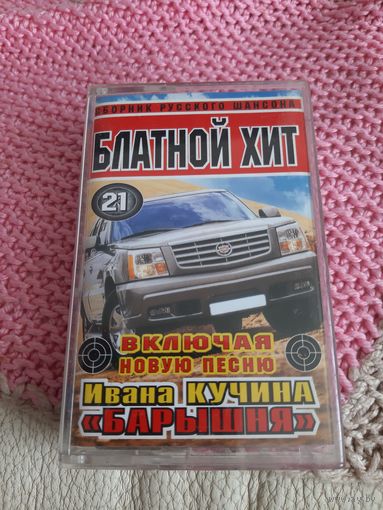 СБОРНИК РУССКОГО ШАНСОНА
БЛАТНОЙ ХИТ
21
ВКЛЮЧАЯ
НОВУЮ ПЕСНЮ
Ивана КУЧИНА
«БАРЫШНЯ»